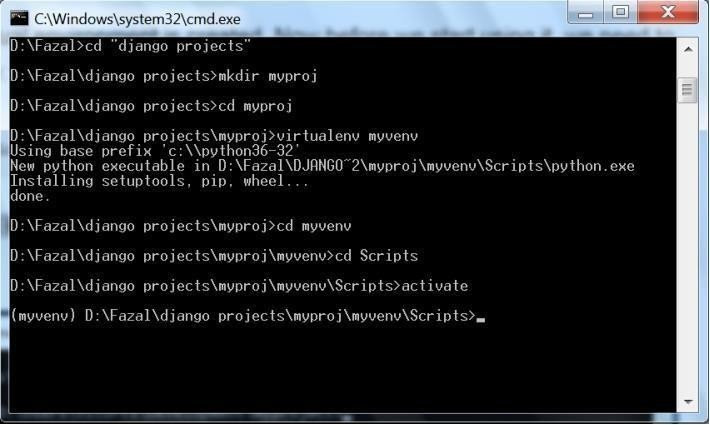 C:\Windows\system32\cmd.exe
D:\Fazal>cd "django projects"
D:\Fazal\django projects>mkdir myproj
D:\Fazal\django projects>cd myproj
D:\Fazal\django projects\myproj>virtualenv myvenv
Using base prefix 'c:\\python36-32'
New python executable in D:\Fazal\DJANGO~2\myproj\myvenv\Scripts\python.exe
Installing setuptools, pip, wheel...
done.
D:\Fazal\django projects\myproj>cd myvenv
D:\Fazal\django projects\myproj\myvenv>cd Scripts
D:\Fazal\django projects\myproj\myvenv\Scripts>activate
(myvenv) D:\Fazal\django projects\myproj\myvenv\Scripts>